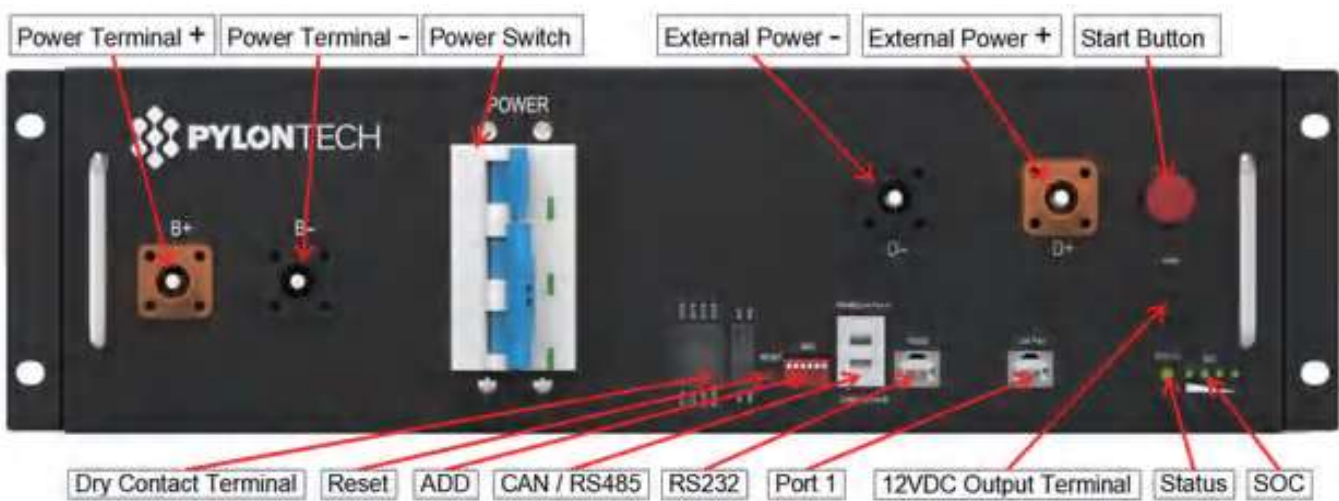 Power Terminal +
Power Terminal -
Power Switch
External Power -
External Power +
Start Button
POWER
PYLONTECH
B+
B-
D-
D+
Dry Contact Terminal
Reset
ADD
CAN / RS485
RS232
Port 1
12VDC Output Terminal
Status
SOC